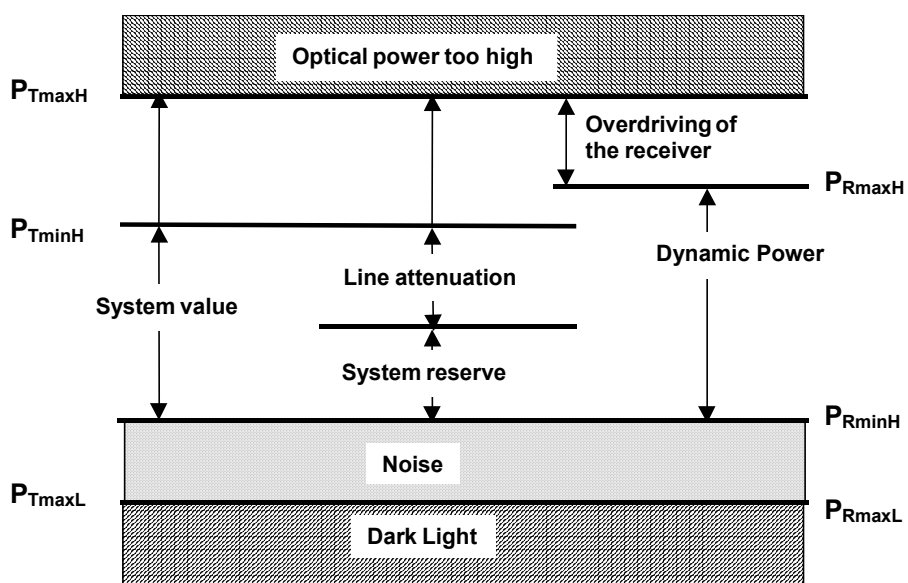 Optical power too high
PTmaxH
Overdriving of
the receiver
PRmaxH
PTminH
Dynamic Power
Line attenuation
System value
System reserve
PRminH
Noise
PTmaxL
PRmaxL
Dark Light